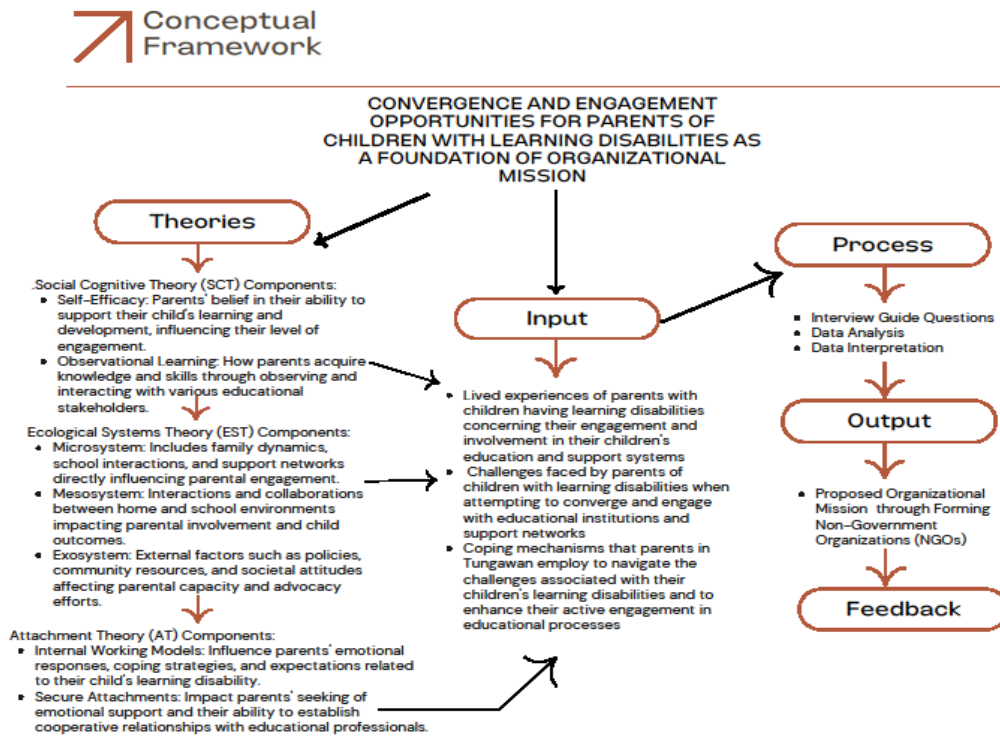 Conceptual
Framework
CONVERGENCE AND ENGAGEMENT
OPPORTUNITIES FOR PARENTS OF
CHILDREN WITH LEARNING DISABILITIES AS
A FOUNDATION OF ORGANIZATIONAL
MISSION
Theories
.Social Cognitive Theory (SCT) Components:
• Self-Efficacy: Parents' belief in their ability to
support their child's learning and
development, influencing their level of
engagement.
• Observational Learning: How parents acquire
knowledge and skills through observing and
interacting with various educational
stakeholders.
Ecological Systems Theory (EST) Components:
• Microsystem: Includes family dynamics,
school interactions, and support networks
directly influencing parental engagement.
• Mesosystem: Interactions and collaborations
between home and school environments
impacting parental involvement and child
outcomes.
• Exosystem: External factors such as policies,
community resources, and societal attitudes
affecting parental capacity and advocacy
efforts.
Attachment Theory (AT) Components:
• Internal Working Models: Influence parents' emotional
responses, coping strategies, and expectations related
to their child's learning disability.
• Secure Attachments: Impact parents' seeking of
emotional support and their ability to establish
cooperative relationships with educational professionals.
Input
• Lived experiences of parents with
children having learning disabilities
concerning their engagement and
involvement in their children's
education and support systems
• Challenges faced by parents of
children with learning disabilities when
attempting to converge and engage
with educational institutions and
support networks
• Coping mechanisms that parents in
Tungawan employ to navigate the
challenges associated with their
children's learning disabilities and to
enhance their active engagement in
educational processes
Process
▪ Interview Guide Questions
• Data Analysis
• Data Interpretation
Output
• Proposed Organizational
Mission through Forming
Non-Government
Organizations (NGOs)
Feedback